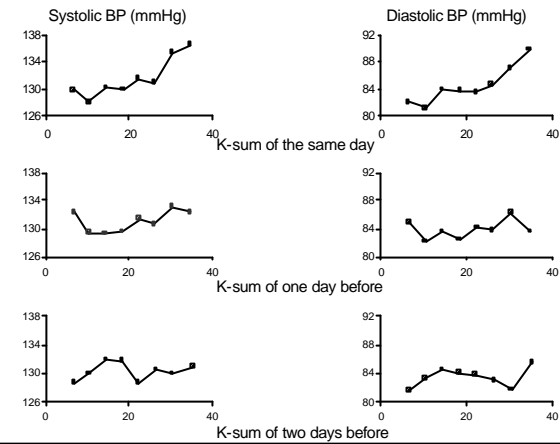 Systolic BP (mmHg) Diastolic BP (mmHg)
138 92
134 88
130 84
126 80
0 20 40 0 20 40
K-sum of the same day
138 92
134 88
130 84
126 80
0 20 40 0 20 40
K-sum of one day before
138 92
134 88
130 84
126 80
0 20 40 0 20 40
K-sum of two days before